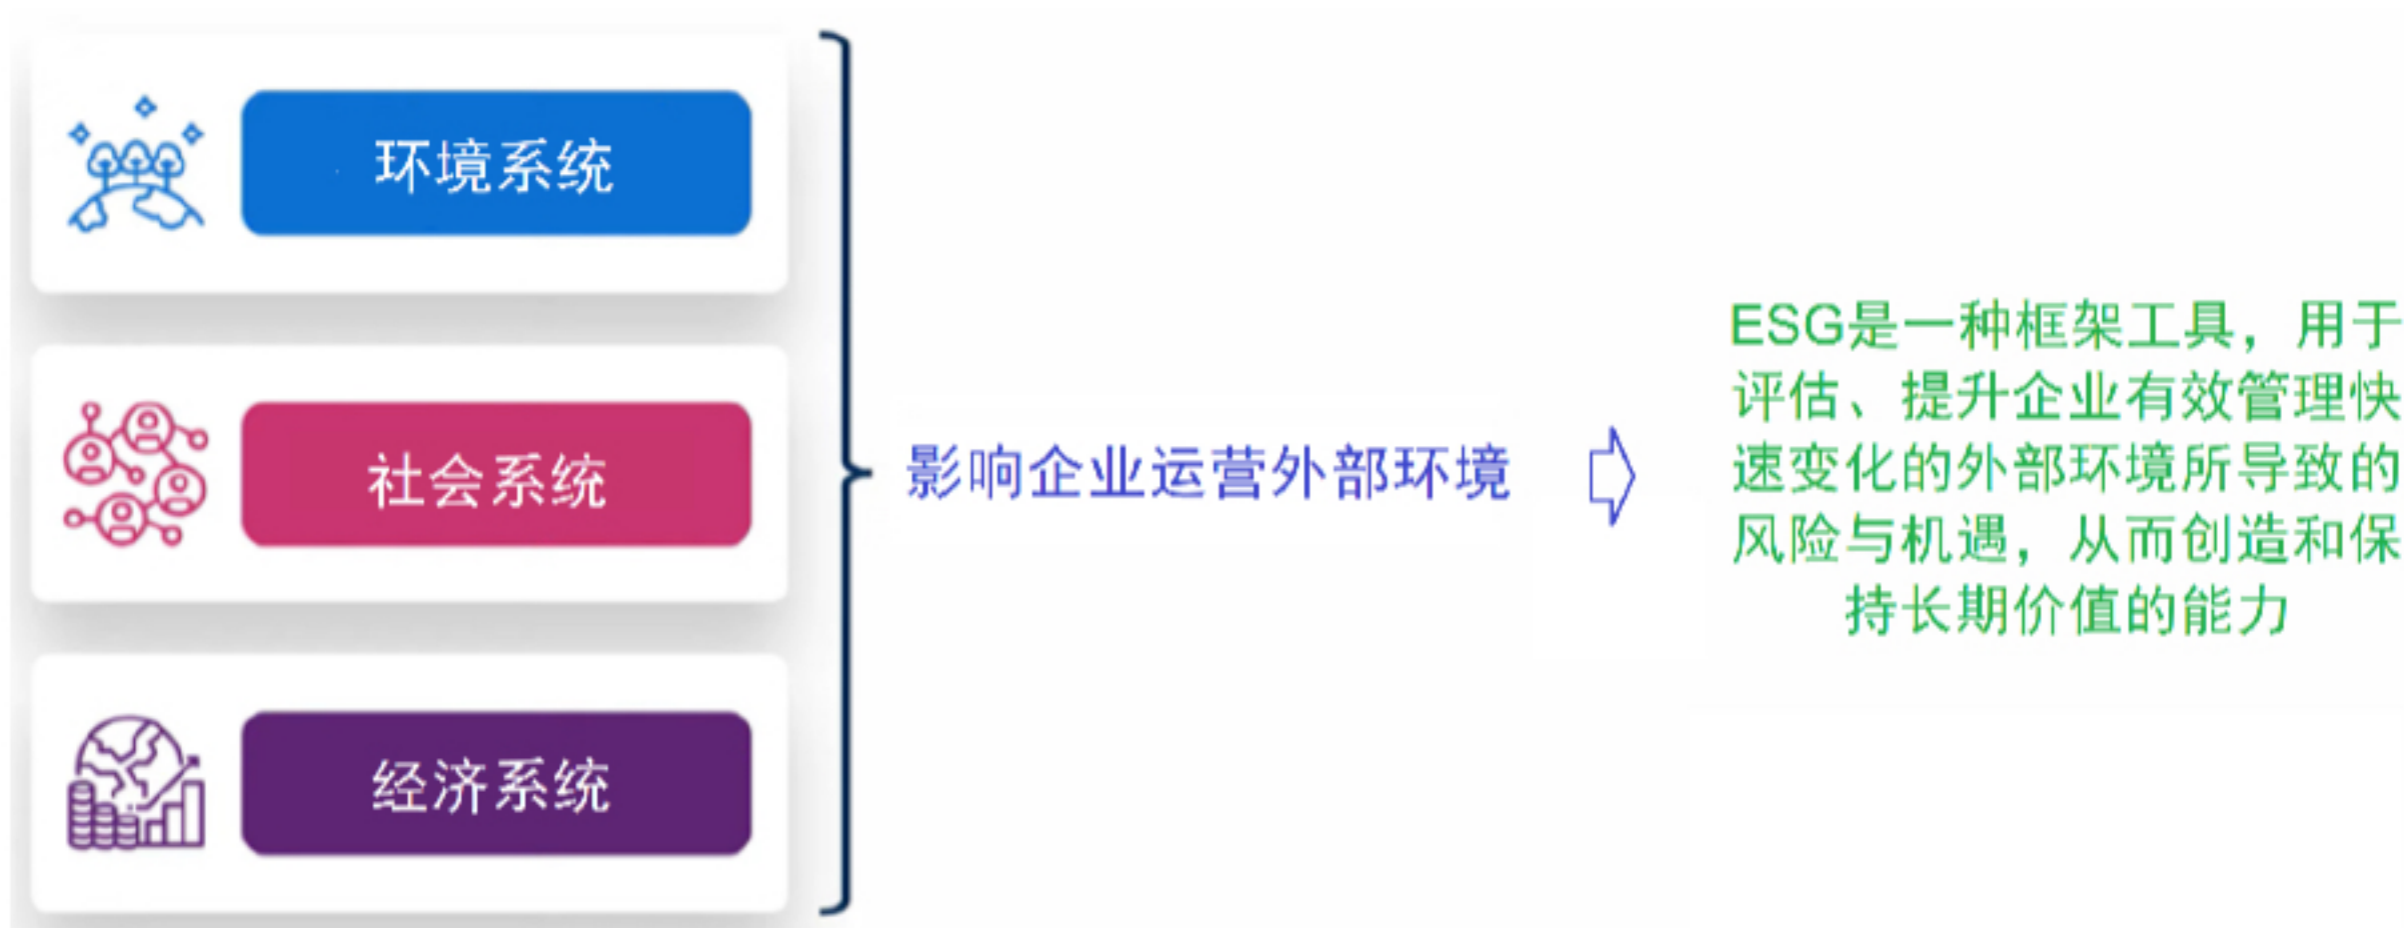 环境系统
社会系统
经济系统
影响企业运营外部环境
ESG是一种框架工具，用于
评估、提升企业有效管理快
速变化的外部环境所导致的
风险与机遇，从而创造和保
持长期价值的能力